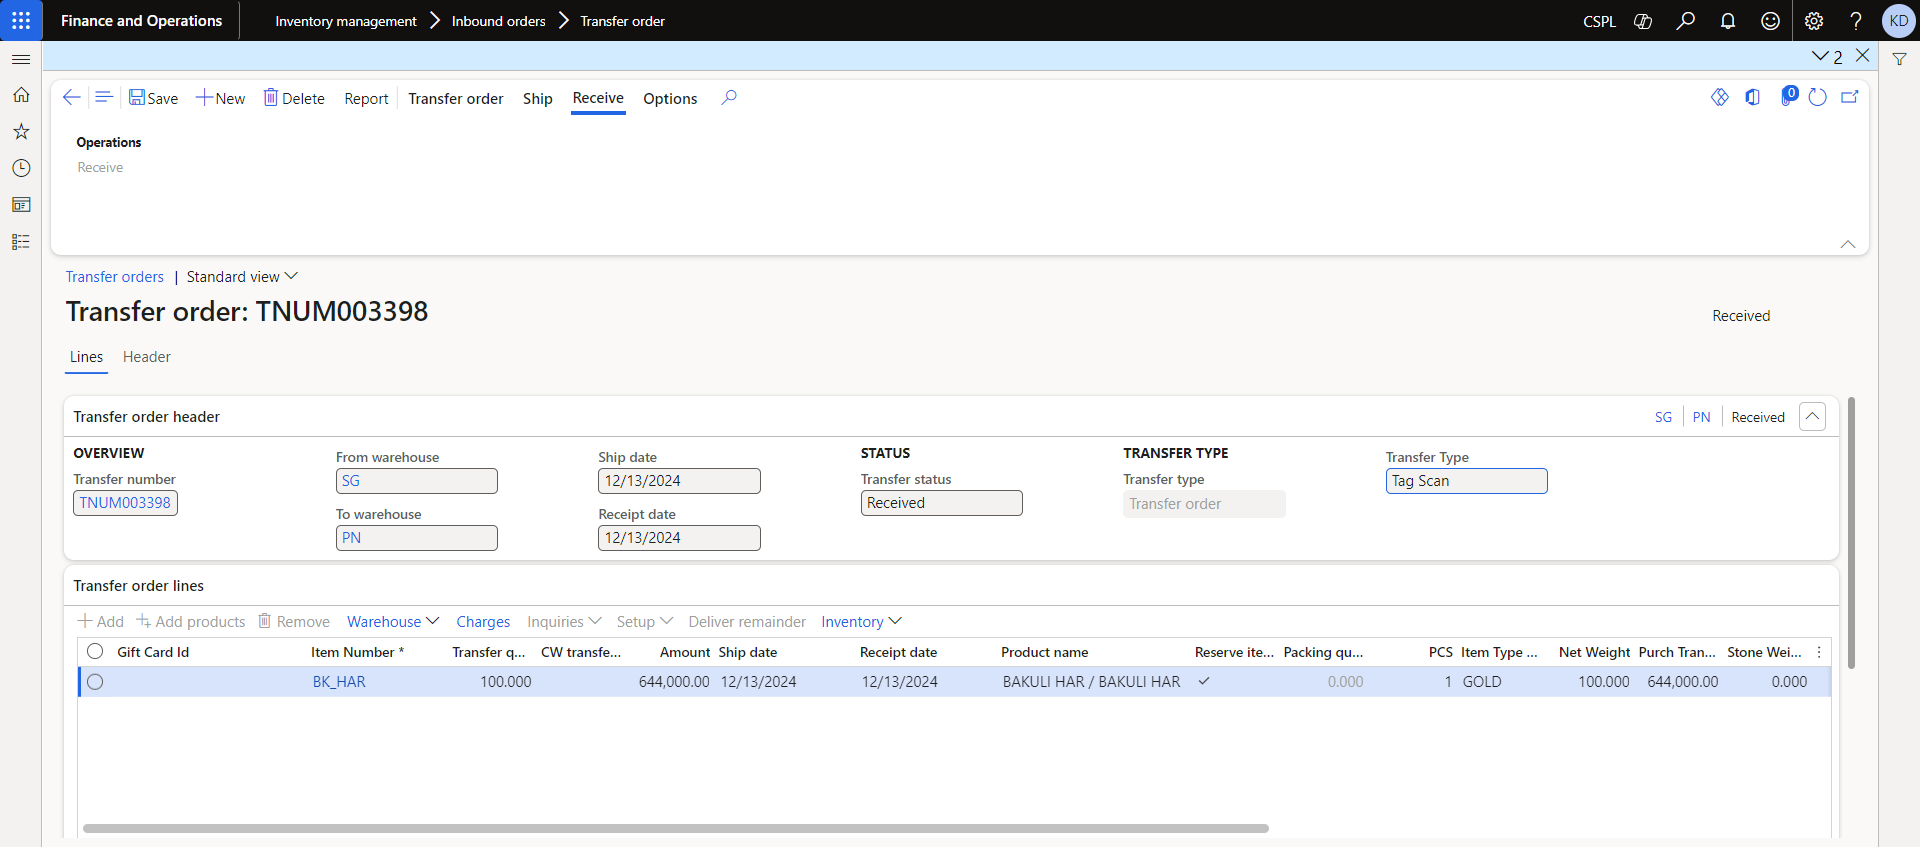 Finance and Operations
Inventory management > Inbound orders > Transfer order
CSPL
KD
2
Save New Delete Report Transfer order Ship Receive Options
0
Operations
Receive
Transfer orders | Standard view
Transfer order: TNUM003398
Received
Lines Header
Transfer order header
SG PN Received
OVERVIEW
Transfer number
TNUM003398
From warehouse
SG
To warehouse
PN
Ship date
12/13/2024
Receipt date
12/13/2024
STATUS
Transfer status
Received
TRANSFER TYPE
Transfer type
Transfer order
Transfer Type
Tag Scan
Transfer order lines
Add Add products Remove Warehouse Charges Inquiries Setup Deliver remainder Inventory
Gift Card Id Item Number * Transfer q... CW transfe... Amount Ship date Receipt date Product name Reserve ite... Packing qu... PCS Item Type ... Net Weight Purch Tran... Stone Wei...
BK_HAR 100.000 644,000.00 12/13/2024 12/13/2024 BAKULI HAR / BAKULI HAR 0.000 1 GOLD 100.000 644,000.00 0.000